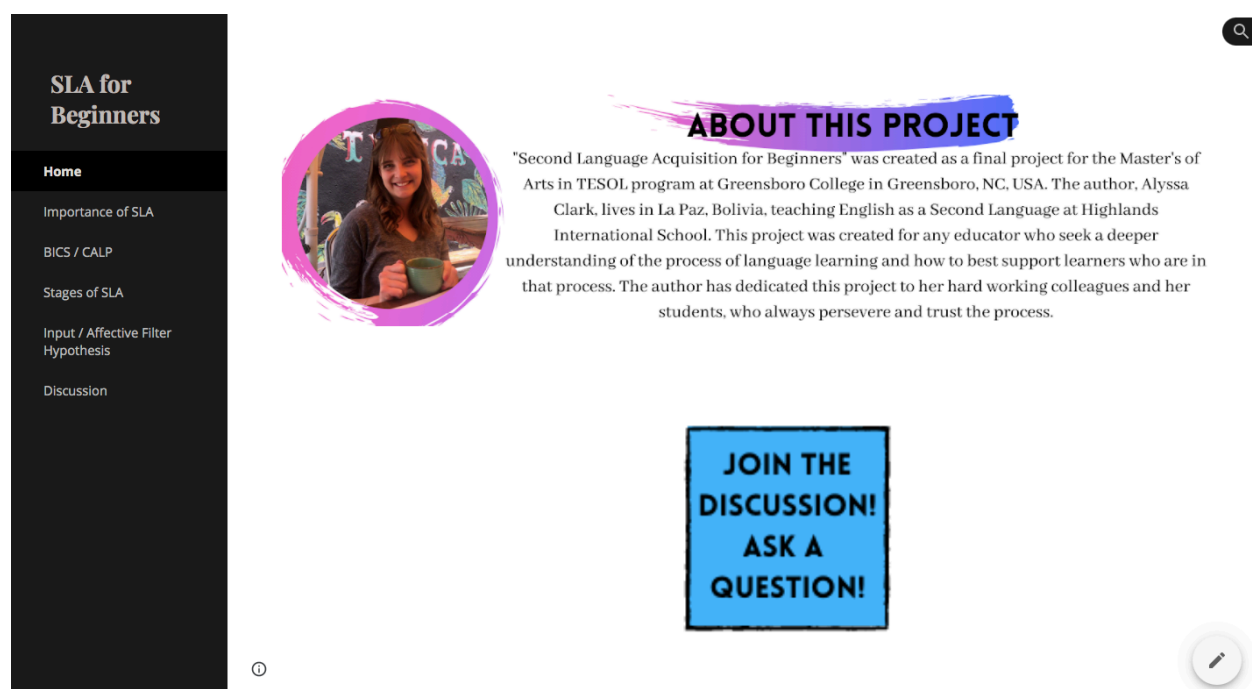 SLA for
Beginners
Home
Importance of SLA
BICS / CALP
Stages of SLA
Input / Affective Filter
Hypothesis
Discussion
ABOUT THIS PROJECT
"Second Language Acquisition for Beginners" was created as a final project for the Master's of
Arts in TESOL program at Greensboro College in Greensboro, NC, USA. The author, Alyssa
Clark, lives in La Paz, Bolivia, teaching English as a Second Language at Highlands
International School. This project was created for any educator who seek a deeper
understanding of the process of language learning and how to best support learners who are in
that process. The author has dedicated this project to her hard working colleagues and her
students, who always persevere and trust the process.
JOIN THE
DISCUSSION!
ASK A
QUESTION!